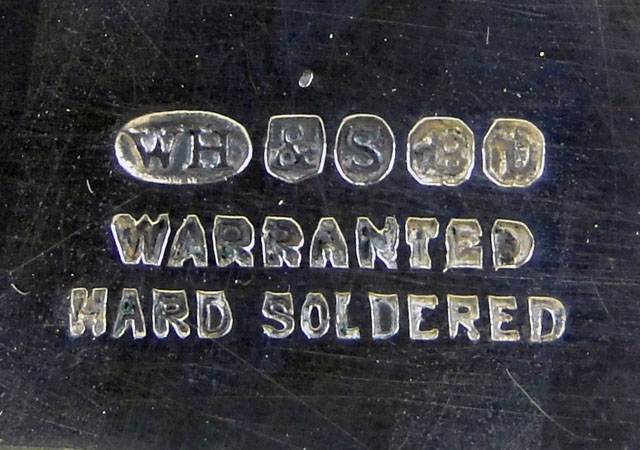 WH & S B P
WARRANTED
HARD SOLDERED